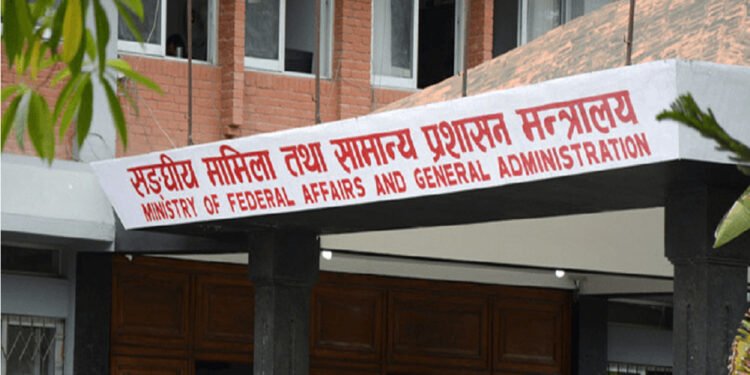 सङ्घीय मामिला तथा सामान्य प्रशासन मन्त्रालय
MINISTRY OF FEDERAL AFFAIRS AND GENERAL ADMINISTRATION